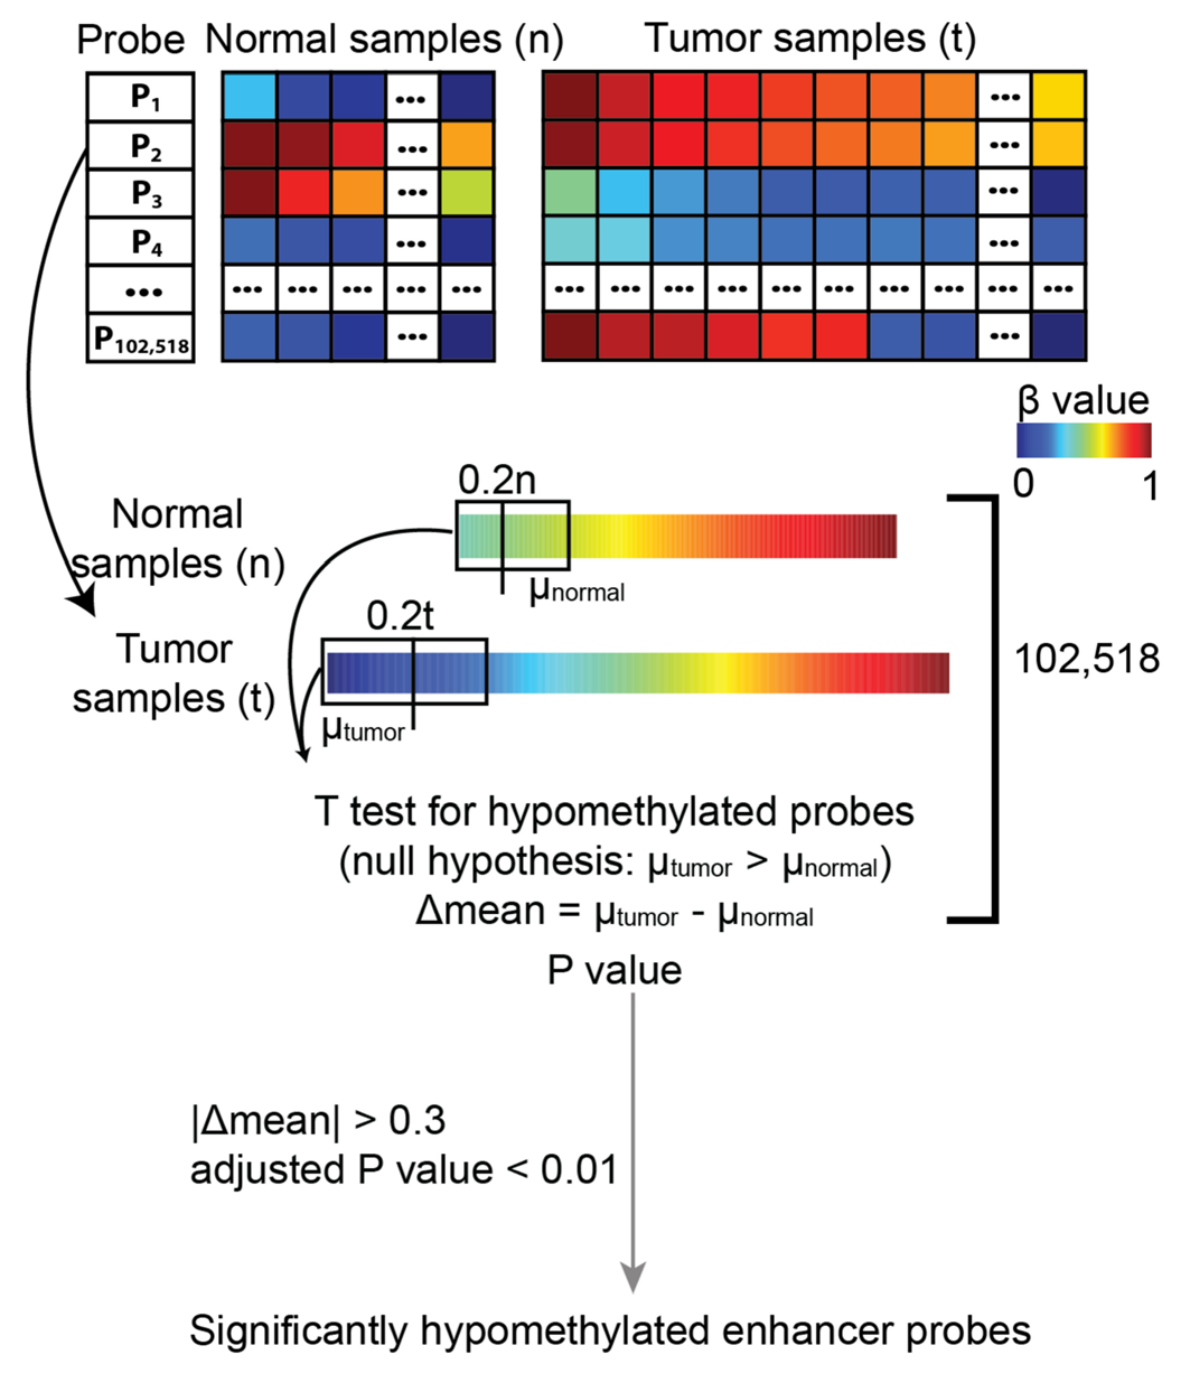 Probe Normal samples (n) Tumor samples (t)
P1 ...
P2 ...
P3 ...
P4 ...
... ... ... ... ... ... ... ... ... ... ... ... ... ... ... ...
P102,518 ...
β value
0 1
0.2n
Normal
samples (n)
μnormal
0.2t
Tumor
samples (t)
μtumor
102,518
T test for hypomethylated probes
(null hypothesis: μtumor > μnormal)
Δmean = μtumor - μnormal
P value
|Δmean| > 0.3
adjusted P value < 0.01
Significantly hypomethylated enhancer probes